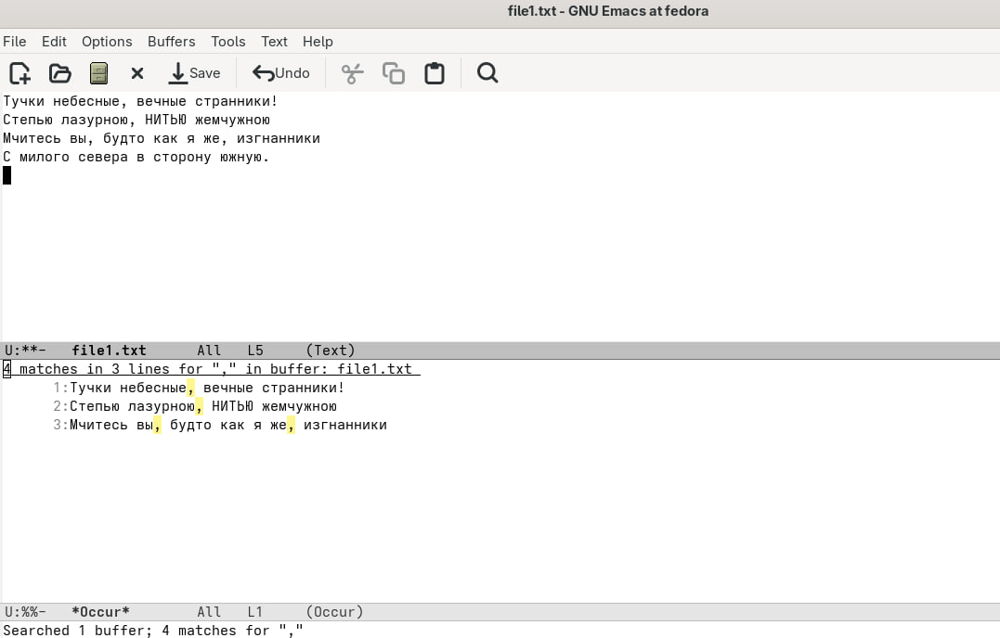 file1.txt - GNU Emacs at fedora
File Edit Options Buffers Tools Text Help
Save Undo
Тучки небесные, вечные странники!
Степью лазурною, НИТЬЮ жемчужною
Мчитесь вы, будто как я же, изгнанники
С милого севера в сторону южную.
U:**-  file1.txt      All   L5     (Text)
4 matches in 3 lines for "," in buffer: file1.txt
1:Тучки небесные, вечные странники!
2:Степью лазурною, НИТЬЮ жемчужною
3:Мчитесь вы, будто как я же, изгнанники
U:%%-  *Occur*        All   L1     (Occur)
Searched 1 buffer; 4 matches for ","